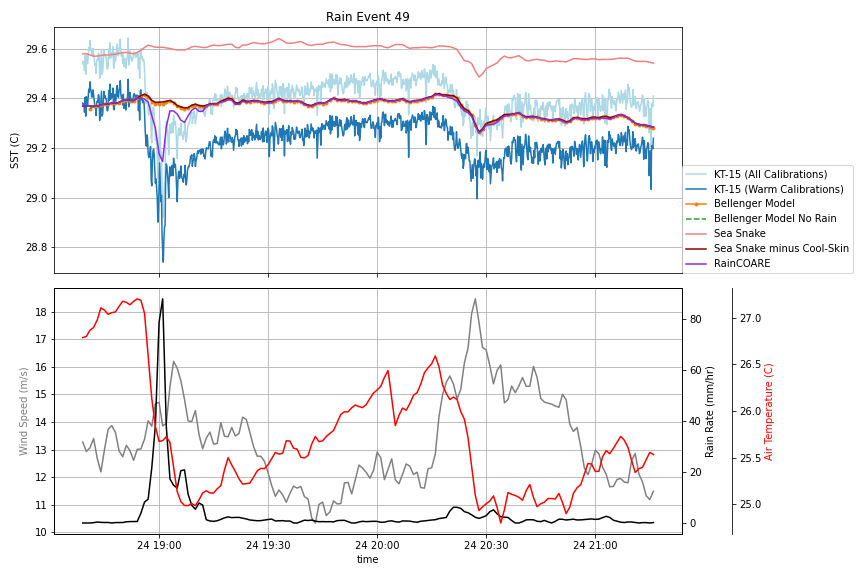 Rain Event 49
SST (C)
29.6
29.4
29.2
29.0
28.8
KT-15 (All Calibrations)
KT-15 (Warm Calibrations)
Bellenger Model
Bellenger Model No Rain
Sea Snake
Sea Snake minus Cool-Skin
RainCOARE
Wind Speed (m/s)
18
17
16
15
14
13
12
11
10
80
60
40
20
0
Rain Rate (mm/hr)
27.0
26.5
26.0
25.5
25.0
Air Temperature (C)
24 19:00
24 19:30
24 20:00
24 20:30
24 21:00
time